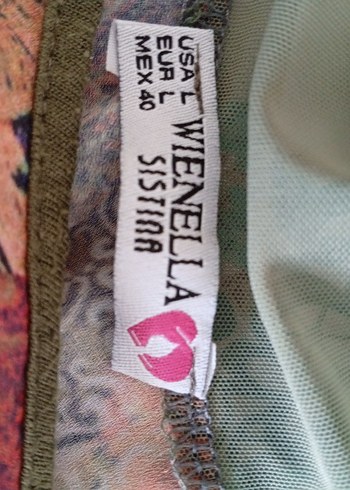 USA L
EUR L
MEX 40
WIENELLA
SISTINA